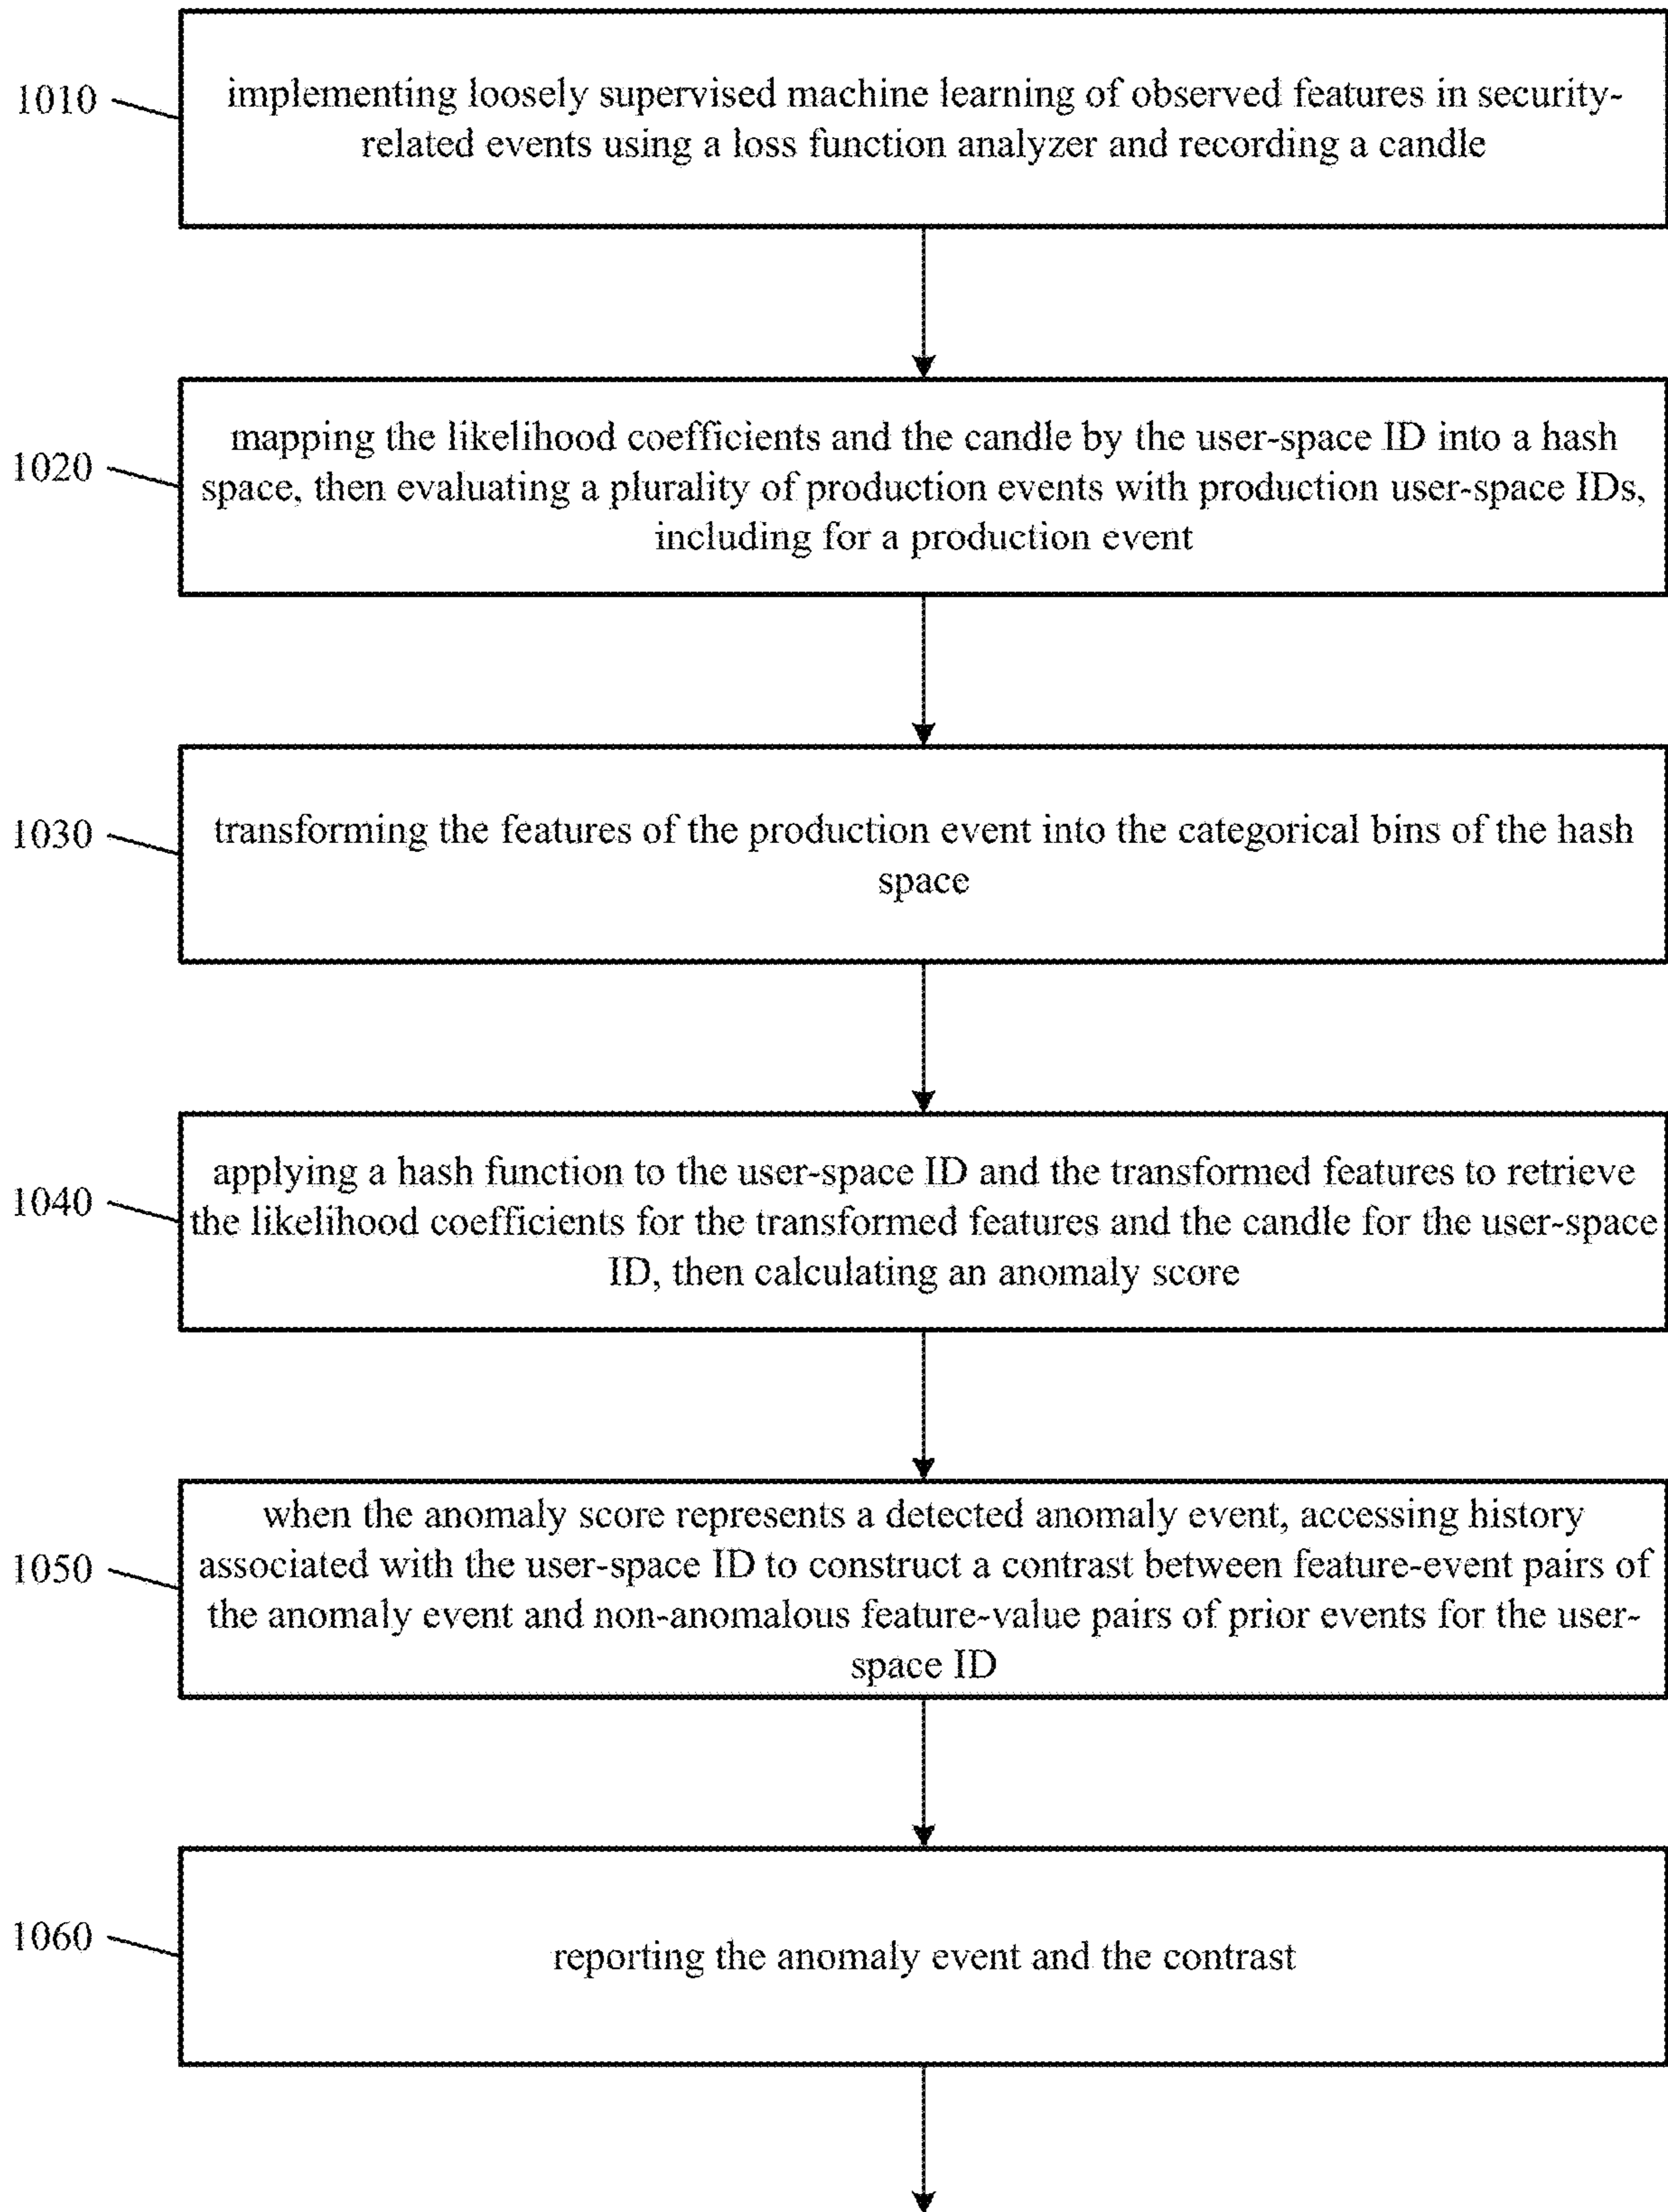 1010
implementing loosely supervised machine learning of observed features in security-
related events using a loss function analyzer and recording a candle
1020
mapping the likelihood coefficients and the candle by the user-space ID into a hash
space, then evaluating a plurality of production events with production user-space IDs,
including for a production event
1030
transforming the features of the production event into the categorical bins of the hash
space
1040
applying a hash function to the user-space ID and the transformed features to retrieve
the likelihood coefficients for the transformed features and the candle for the user-space
ID, then calculating an anomaly score
1050
when the anomaly score represents a detected anomaly event, accessing history
associated with the user-space ID to construct a contrast between feature-event pairs of
the anomaly event and non-anomalous feature-value pairs of prior events for the user-
space ID
1060
reporting the anomaly event and the contrast